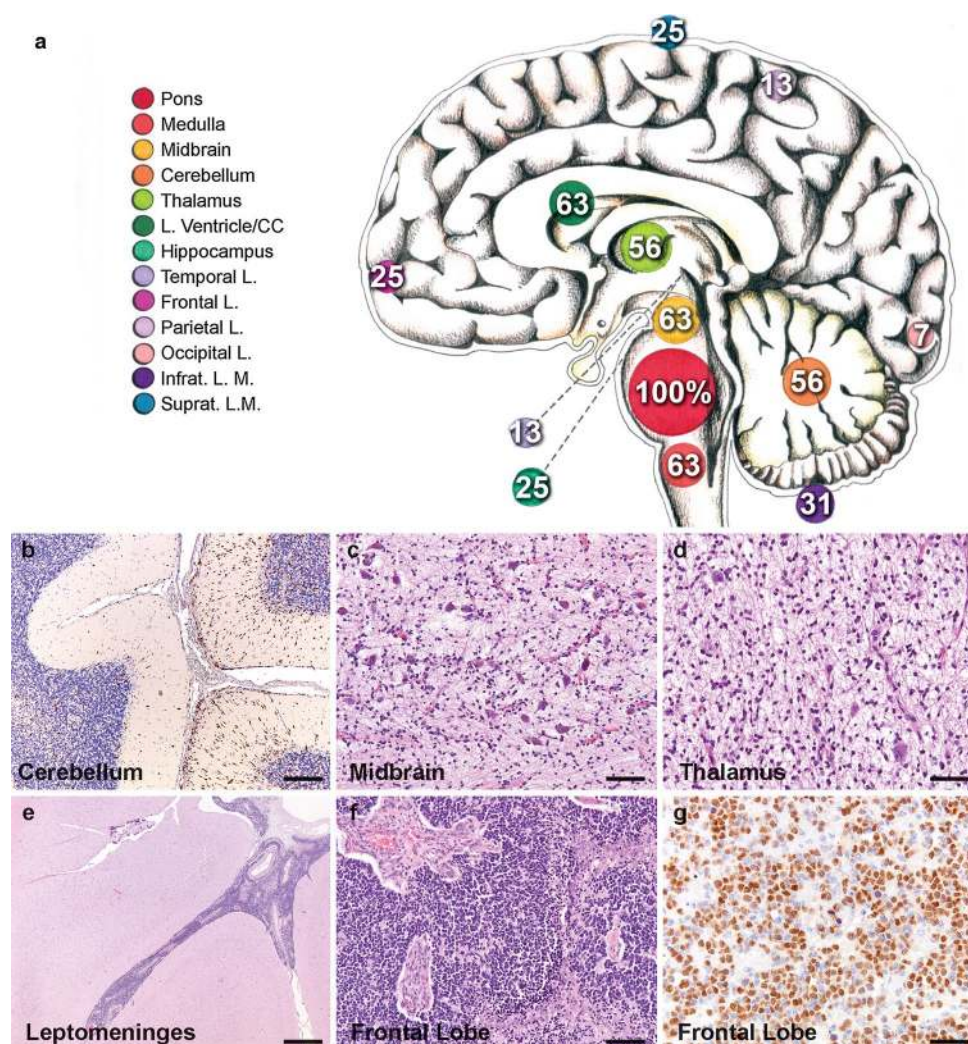 a
Pons
Medulla
Midbrain
Cerebellum
Thalamus
L. Ventricle/CC
Hippocampus
Temporal L.
Frontal L.
Parietal L.
Occipital L.
Infrat. L. M.
Suprat. L.M.
25
13
63
56
25
63
7
100%
56
13
63
25
31
b
Cerebellum
c
Midbrain
d
Thalamus
e
Leptomeninges
f
Frontal Lobe
g
Frontal Lobe